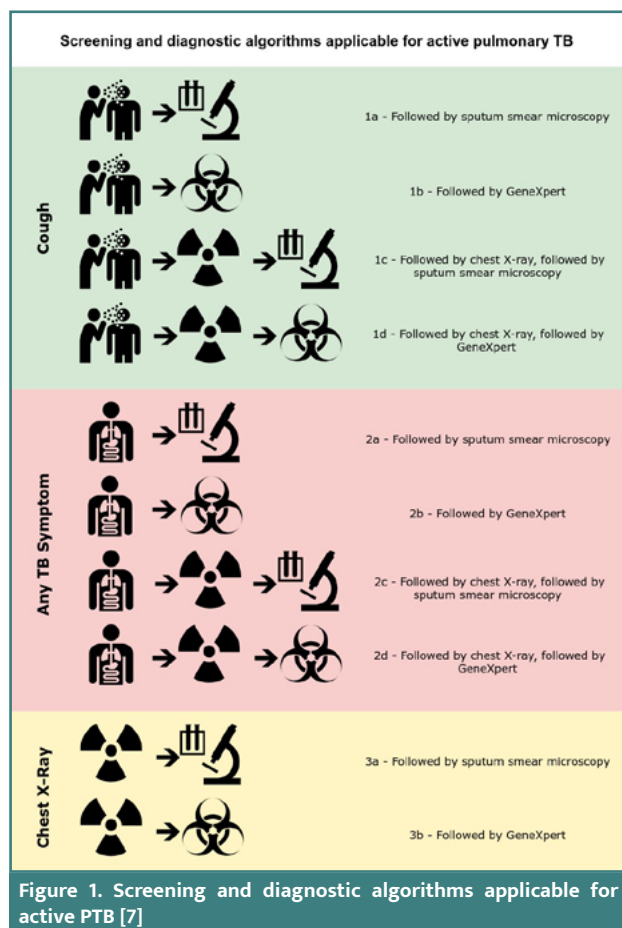 Screening and diagnostic algorithms applicable for active pulmonary TB
Cough
1a - Followed by sputum smear microscopy
1b - Followed by GeneXpert
1c - Followed by chest X-ray, followed by
sputum smear microscopy
1d - Followed by chest X-ray, followed by
GeneXpert
Any TB Symptom
2a - Followed by sputum smear microscopy
2b - Followed by GeneXpert
2c - Followed by chest X-ray, followed by
sputum smear microscopy
2d - Followed by chest X-ray, followed by
GeneXpert
Chest X-Ray
3a - Followed by sputum smear microscopy
3b - Followed by GeneXpert
Figure 1. Screening and diagnostic algorithms applicable for
active PTB [7]